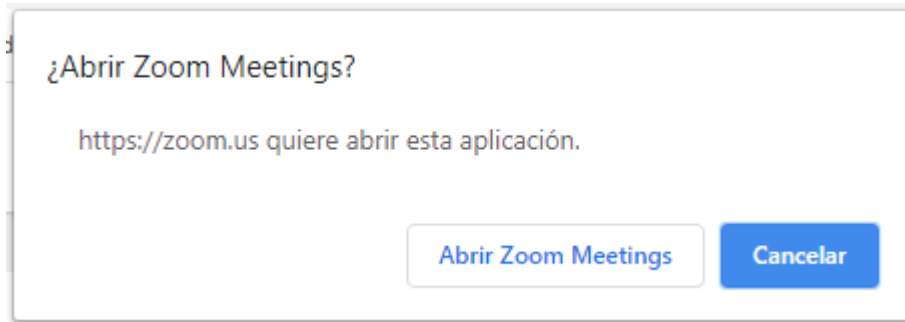 ¿Abrir Zoom Meetings?
https://zoom.us quiere abrir esta aplicación.
Abrir Zoom Meetings
Cancelar